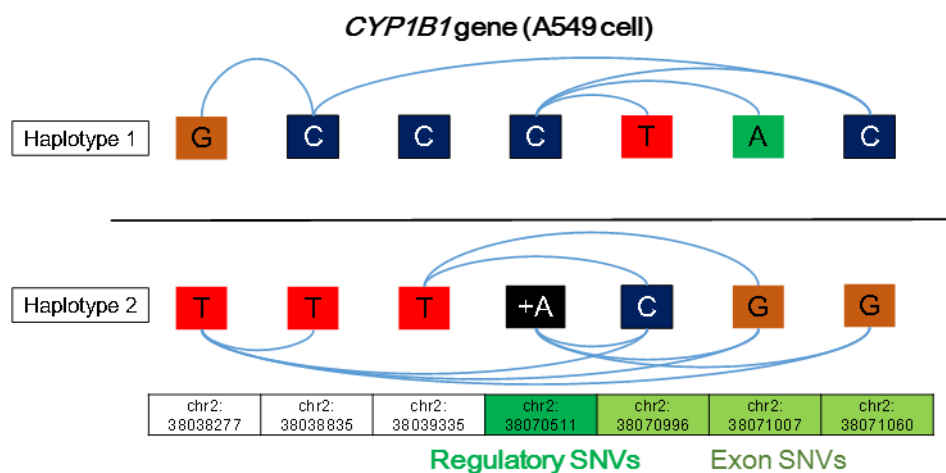 CYP1B1 gene (A549 cell)
Haplotype 1
G C C C T A C
Haplotype 2
T T T +A C G G
chr2: chr2: chr2: chr2: chr2: chr2: chr2:
38038277 38038835 38039335 38070511 38070996 38071007 38071060
Regulatory SNVs Exon SNVs